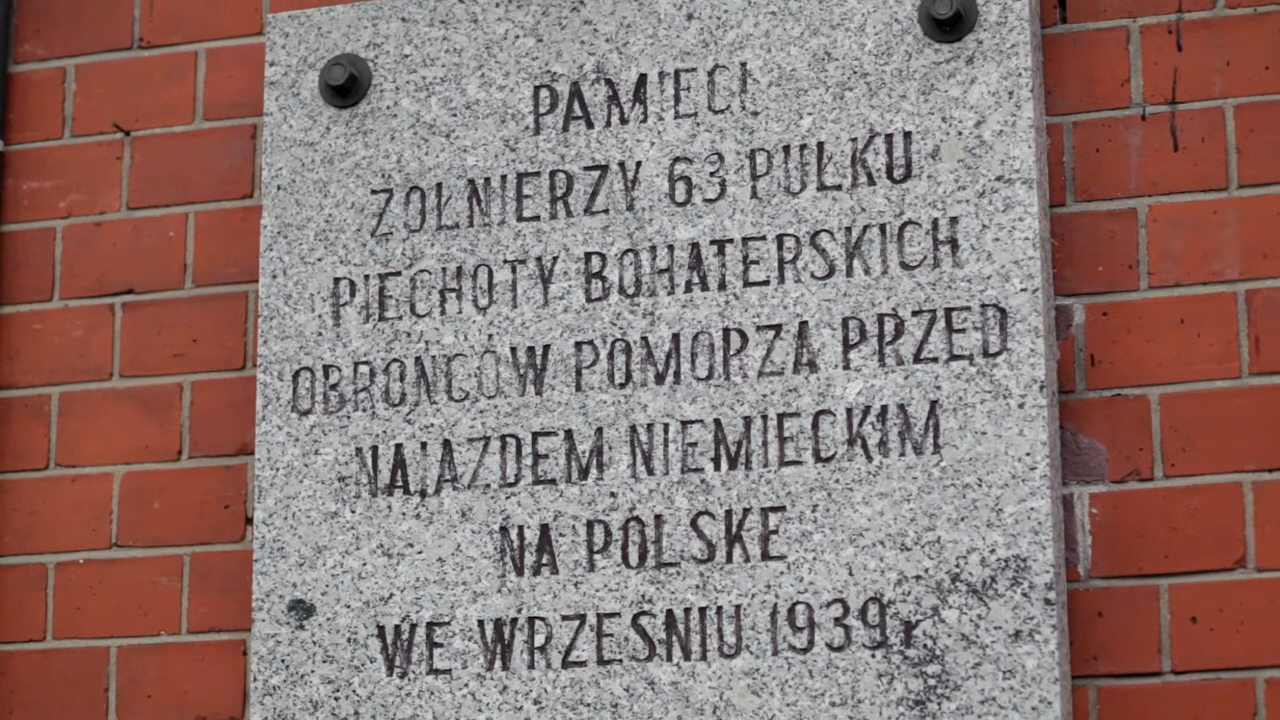 PAMIĘCI
ŻOŁNIERZY 63 PUŁKU
PIECHOTY BOHATERSKICH
OBROŃCÓW POMORZA PRZED
NAJAZDEM NIEMIECKIM
NA POLSKĘ
WE WRZEŚNIU 1939r.